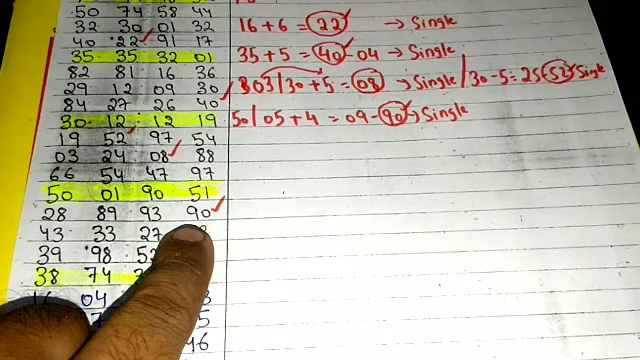 50 74 58 44
32 30 01 32 16+6 = 22 → Single
40 22 91 17
35 35 32 01 35+5 = 40-04 → Single
82 81 16 36
29 12 09 30 03/30+5 = 08 → Single/30-5=25-52 Single
84 27 26 40
30 12 12 19 50/05+4 = 09-90 → Single
19 52 97 54
03 24 08 88
66 54 47 97
50 01 90 51
28 89 93 90
43 33 27
39 98 52
38 74
16 04
46